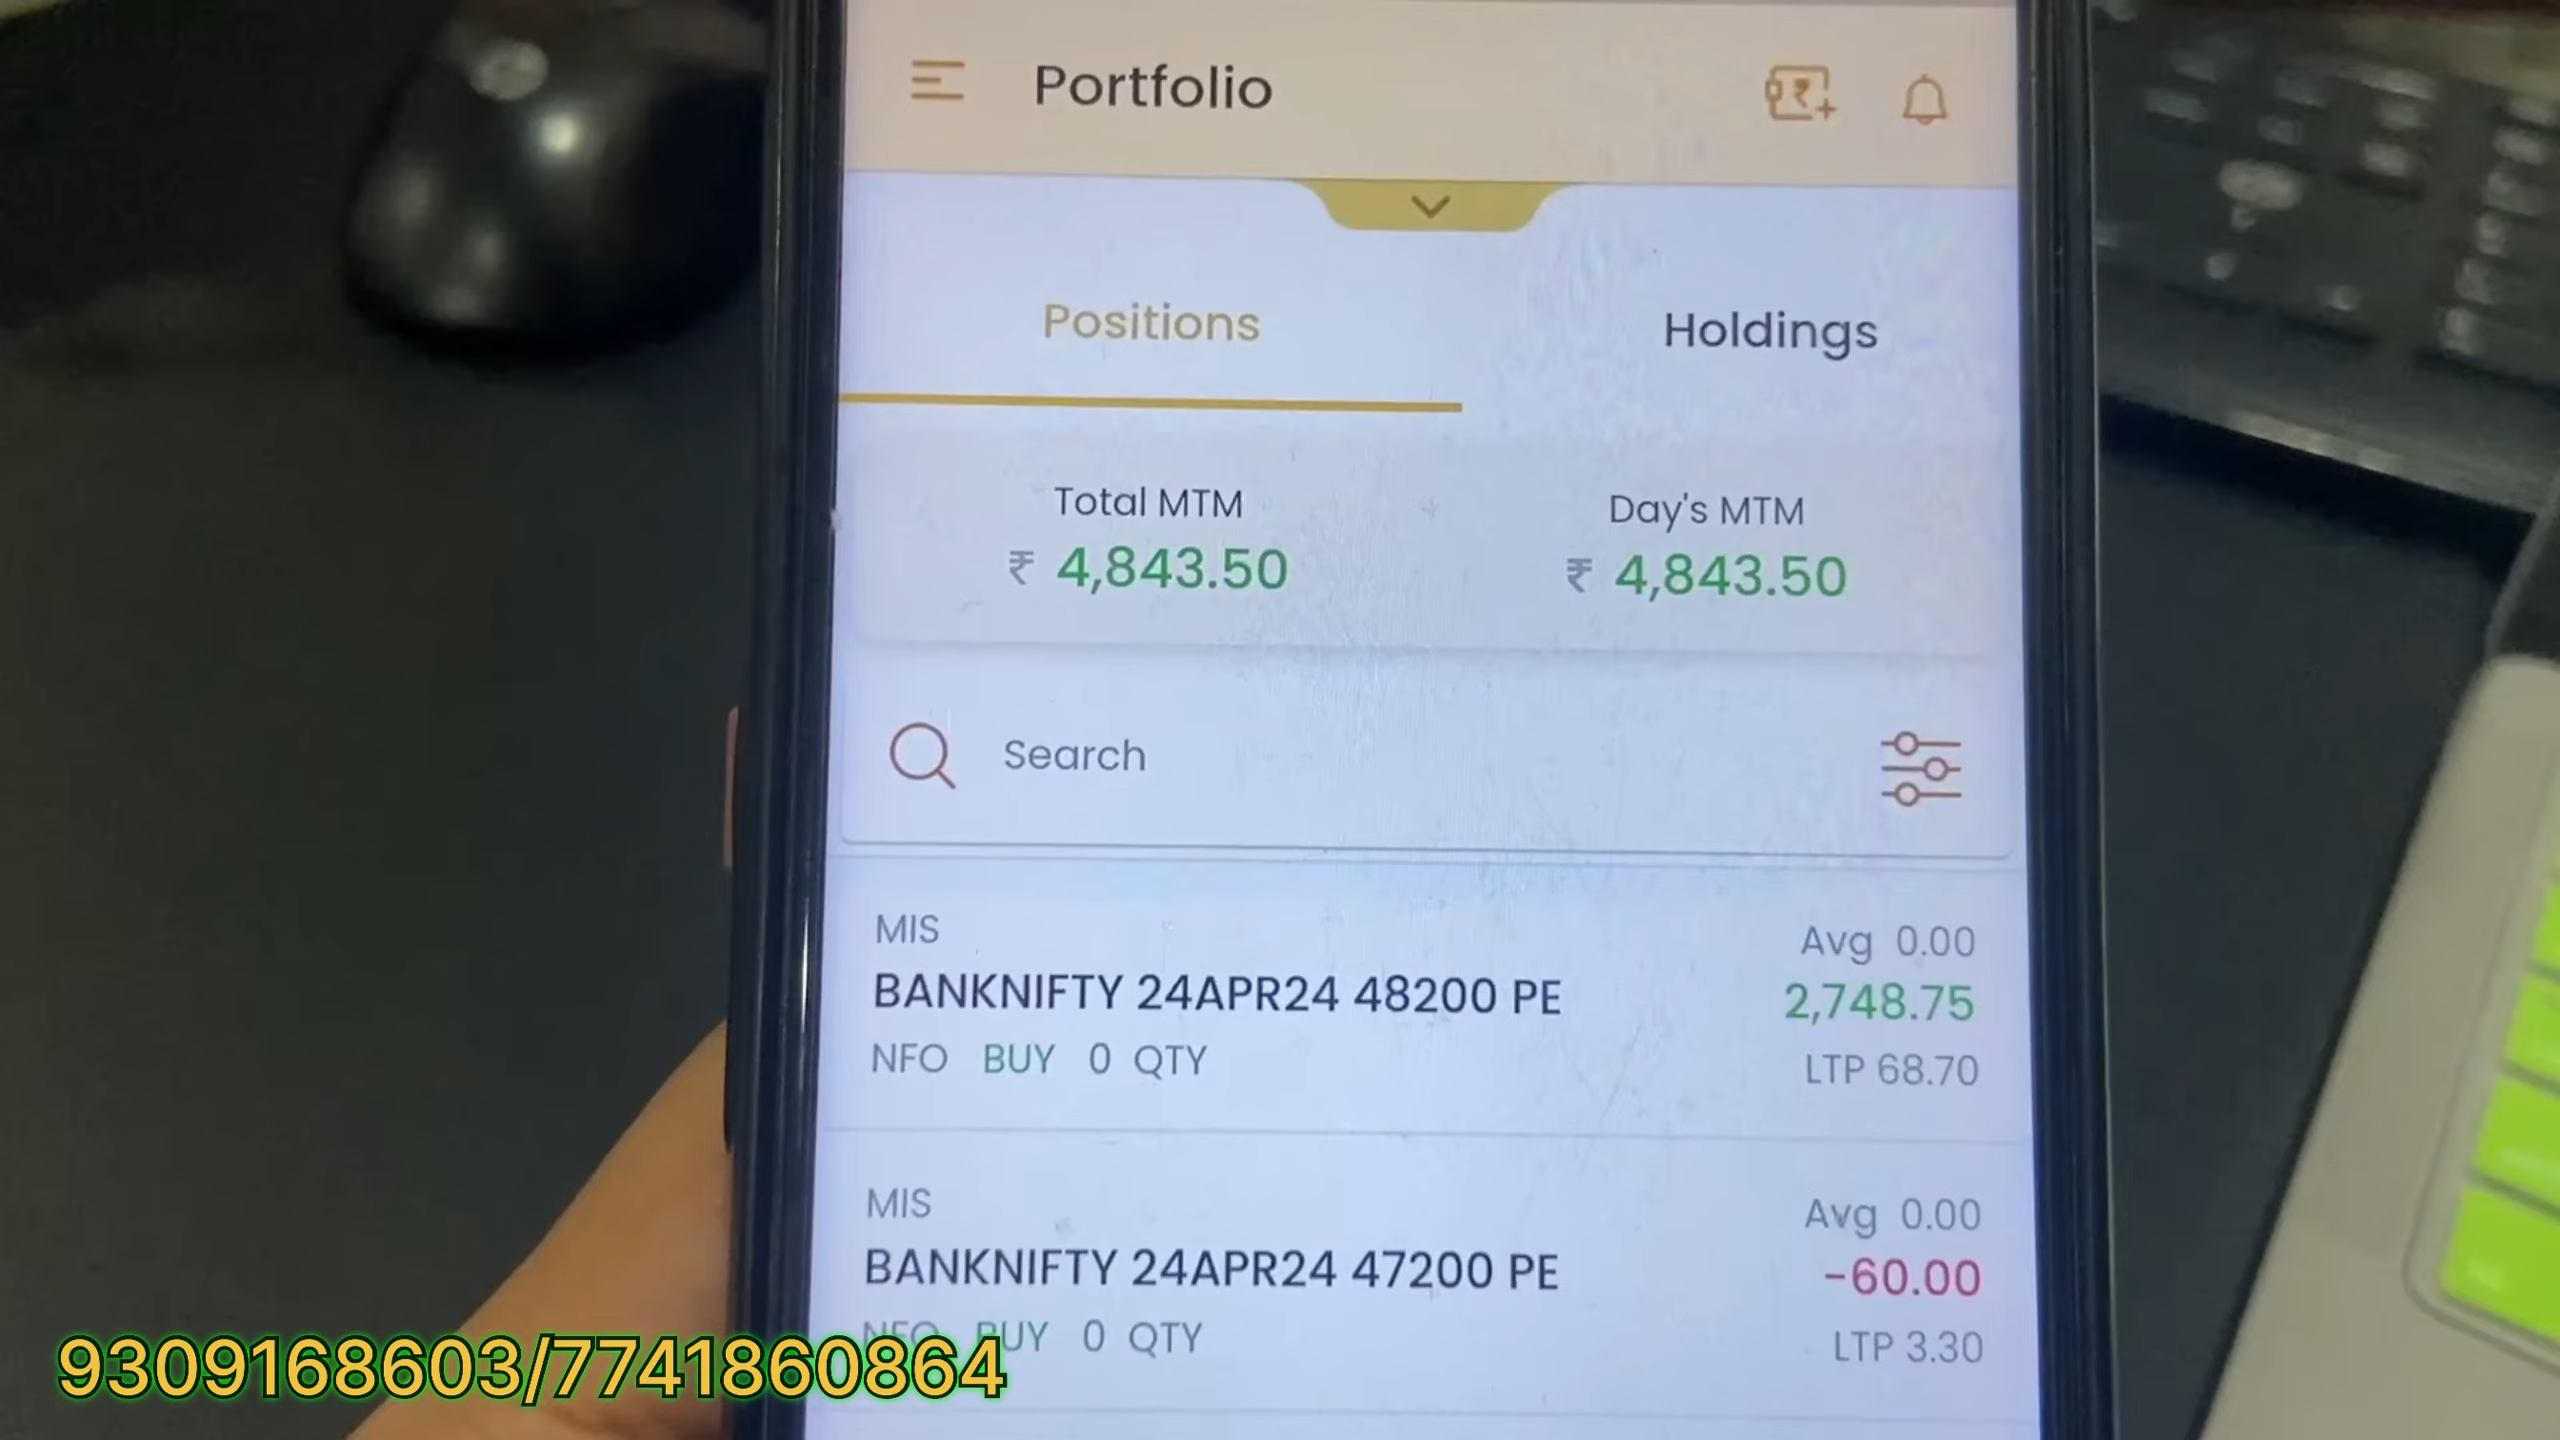 Portfolio
Positions
Holdings
Total MTM
Day's MTM
₹ 4,843.50
₹ 4,843.50
Search
MIS
Avg 0.00
BANKNIFTY 24APR24 48200 PE
2,748.75
NFO BUY 0 QTY
LTP 68.70
MIS
Avg 0.00
BANKNIFTY 24APR24 47200 PE
-60.00
NFO BUY 0 QTY
LTP 3.30
9309168603/7741860864